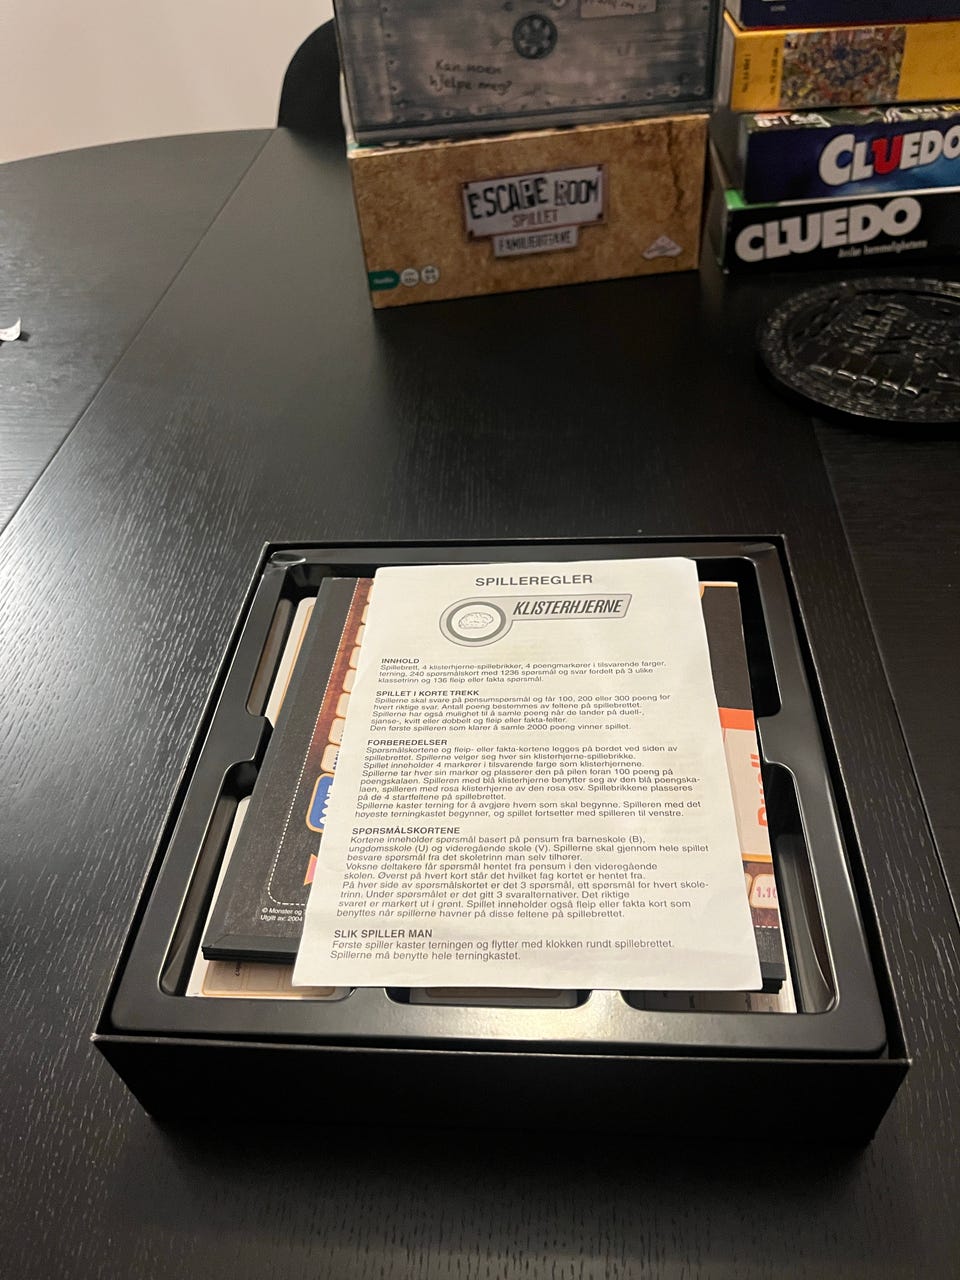 Kan noen
hjelpe meg?
ESCAPE ROOM
SPILLET
FAMILIEUTGAVE
CLUEDO
CLUEDO
SPILLEREGLER
KLISTERHJERNE
INNHOLD
Spillebrett, 4 klisterhjerne-spillebrikker, 4 poengmarkører i tilsvarende farger,
terning, 240 spørsmålskort med 1236 spørsmål og svar fordelt på 3 ulike
klassetrinn og 136 fleip eller fakta spørsmål.
SPILLET I KORTE TREKK
Spillerne skal svare på pensumspørsmål og får 100, 200 eller 300 poeng for
hvert riktige svar. Antall poeng bestemmes av feltene på spillebrettet.
Spillerne har også mulighet til å samle poeng når de lander på duell-,
sjanse-, kvitt eller dobbelt og fleip eller fakta-felter.
Den første spilleren som klarer å samle 2000 poeng vinner spillet.
FORBEREDELSER
Spørsmålskortene og fleip- eller fakta-kortene legges på bordet ved siden av
spillebrettet. Spillerne velger seg hver sin klisterhjerne-spillebrikke.
Spillet inneholder 4 markører i tilsvarende farge som klisterhjernene.
Spillerne tar hver sin markør og plasserer den på pilen foran 100 poeng på
poengskalaen. Spilleren med blå klisterhjerne benytter seg av den blå poengska-
laen, spilleren med rosa klisterhjerne av den rosa osv. Spillebrikkene plasseres
på de 4 startfeltene på spillebrettet.
Spillerne kaster terning for å avgjøre hvem som skal begynne. Spilleren med det
høyeste terningkastet begynner, og spillet fortsetter med spilleren til venstre.
SPØRSMÅLSKORTENE
Kortene inneholder spørsmål basert på pensum fra barneskole (B),
ungdomsskole (U) og videregående skole (V). Spillerne skal gjennom hele spillet
besvare spørsmål fra det skoletrinn man selv tilhører.
Voksne deltakere får spørsmål hentet fra pensum i den videregående
skolen. Øverst på hvert kort står det hvilket fag kortet er hentet fra.
På hver side av spørsmålskortet er det 3 spørsmål, ett spørsmål for hvert skole-
trinn. Under spørsmålet er det gitt 3 svaralternativer. Det riktige
svaret er markert ut i grønt. Spillet inneholder også fleip eller fakta kort som
benyttes når spillerne havner på disse feltene på spillebrettet.
SLIK SPILLER MAN
Første spiller kaster terningen og flytter med klokken rundt spillebrettet.
Spillerne må benytte hele terningkastet.
© Monster og
Utgitt av: 2004